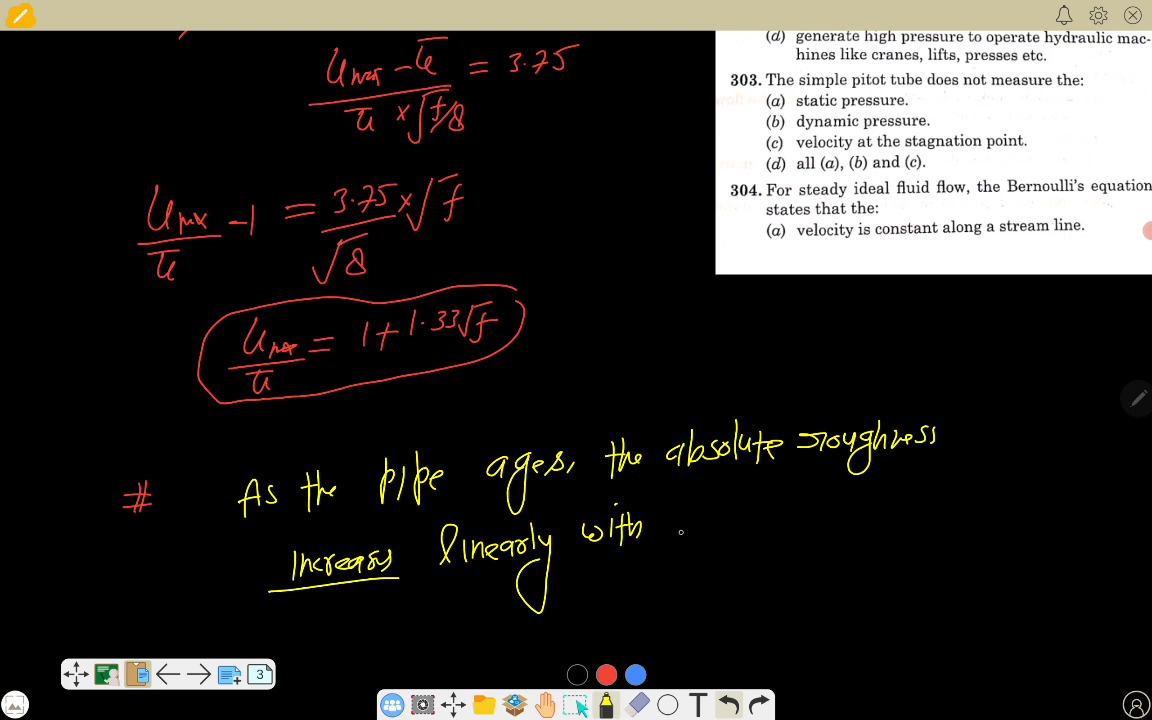 (d) generate high pressure to operate hydraulic mac-
hines like cranes, lifts, presses etc.
303. The simple pitot tube does not measure the:
(a) static pressure.
(b) dynamic pressure.
(c) velocity at the stagnation point.
(d) all (a), (b) and (c).
304. For steady ideal fluid flow, the Bernoulli's equation
states that the:
(a) velocity is constant along a stream line.
(Umax - ū) / (ū × √f/8) = 3.75
Umax / ū - 1 = 3.75 × √f / √8
Umax / ū = 1 + 1.33√f
# As the pipe ages, the absolute roughness
increases linearly with
3
T